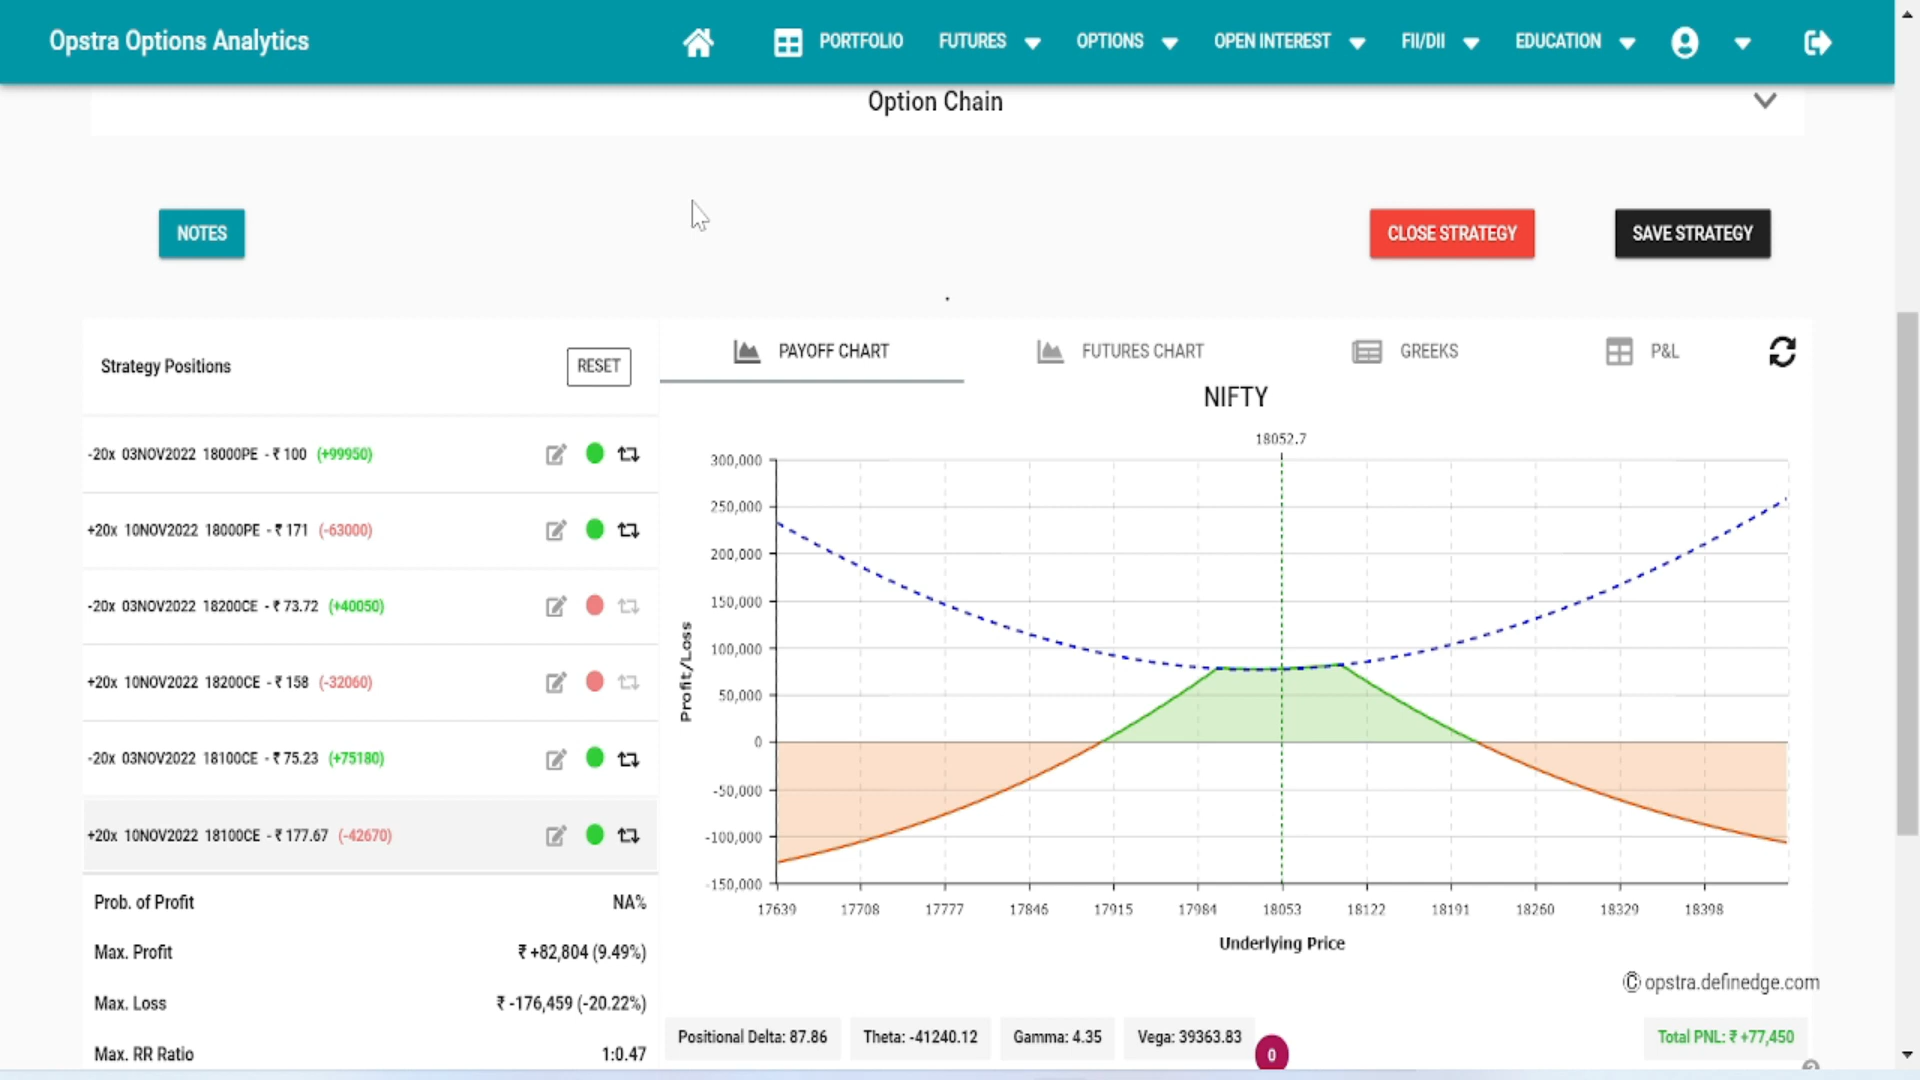 Opstra Options Analytics
PORTFOLIO
FUTURES
OPTIONS
OPEN INTEREST
FII/DII
EDUCATION
Option Chain
NOTES
CLOSE STRATEGY
SAVE STRATEGY
Strategy Positions
RESET
-20x 03NOV2022 18000PE - ₹ 100 (+99950)
+20x 10NOV2022 18000PE - ₹ 171 (-63000)
-20x 03NOV2022 18200CE - ₹ 73.72 (+40050)
+20x 10NOV2022 18200CE - ₹ 158 (-32060)
-20x 03NOV2022 18100CE - ₹ 75.23 (+75180)
+20x 10NOV2022 18100CE - ₹ 177.67 (-42670)
Prob. of Profit NA%
Max. Profit ₹ +82,804 (9.49%)
Max. Loss ₹ -176,459 (-20.22%)
Max. RR Ratio 1:0.47
PAYOFF CHART
FUTURES CHART
GREEKS
P&L
NIFTY
18052.7
300,000
250,000
200,000
150,000
100,000
50,000
0
-50,000
-100,000
-150,000
Profit/Loss
17639 17708 17777 17846 17915 17984 18053 18122 18191 18260 18329 18398
Underlying Price
© opstra.definedge.com
Positional Delta: 87.86
Theta: -41240.12
Gamma: 4.35
Vega: 39363.83
0
Total PNL: ₹ +77,450